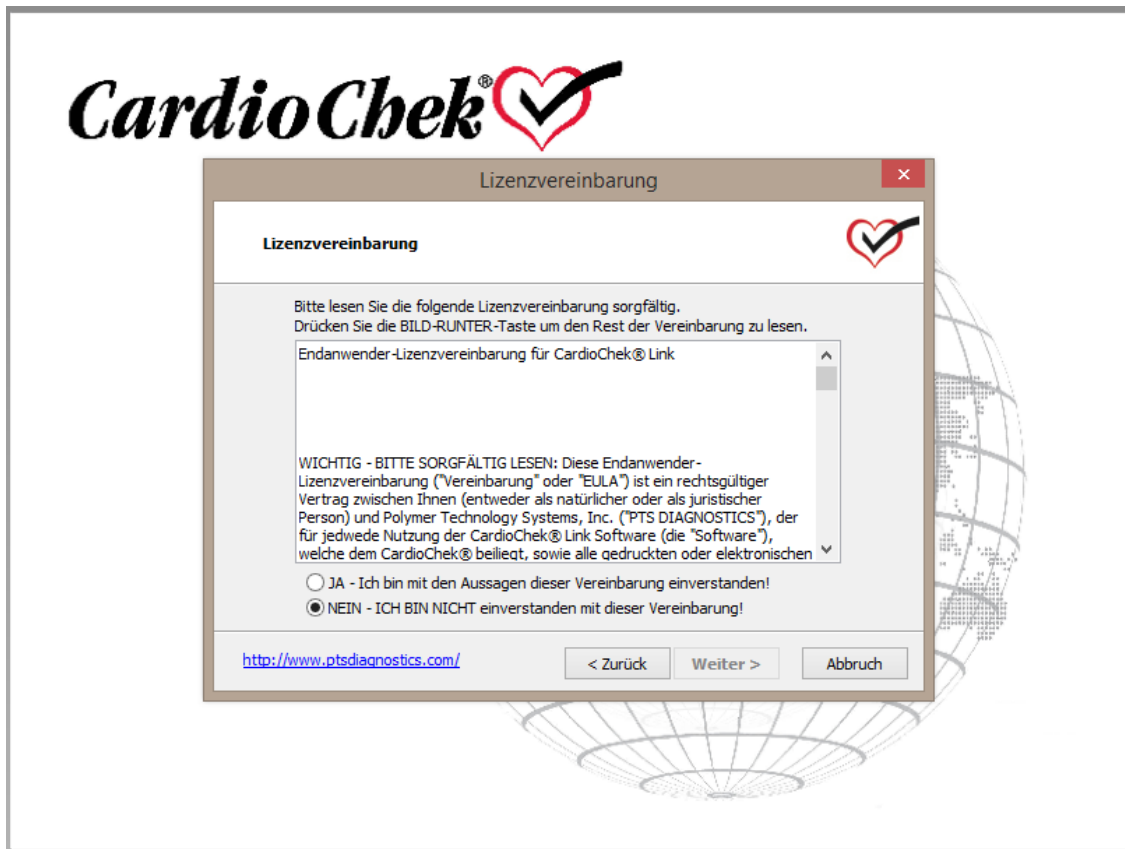 CardioChek®
Lizenzvereinbarung
Lizenzvereinbarung
Bitte lesen Sie die folgende Lizenzvereinbarung sorgfältig.
Drücken Sie die BILD-RUNTER-Taste um den Rest der Vereinbarung zu lesen.
Endanwender-Lizenzvereinbarung für CardioChek® Link
WICHTIG - BITTE SORGFÄLTIG LESEN: Diese Endanwender-
Lizenzvereinbarung ("Vereinbarung" oder "EULA") ist ein rechtsgültiger
Vertrag zwischen Ihnen (entweder als natürlicher oder als juristischer
Person) und Polymer Technology Systems, Inc. ("PTS DIAGNOSTICS"), der
für jedwede Nutzung der CardioChek® Link Software (die "Software"),
welche dem CardioChek® beiliegt, sowie alle gedruckten oder elektronischen
JA - Ich bin mit den Aussagen dieser Vereinbarung einverstanden!
NEIN - ICH BIN NICHT einverstanden mit dieser Vereinbarung!
http://www.ptsdiagnostics.com/
< Zurück
Weiter >
Abbruch